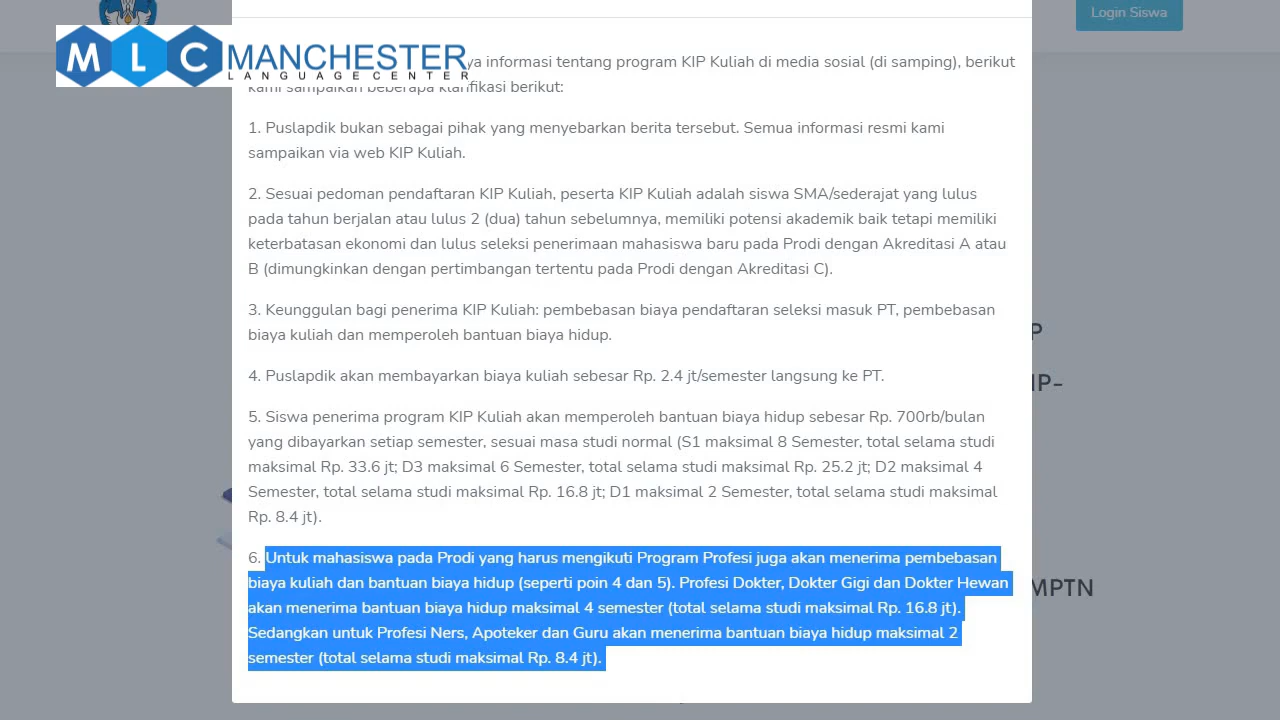 Login Siswa
MLC MANCHESTER
LANGUAGE CENTER
ya informasi tentang program KIP Kuliah di media sosial (di samping), berikut
kami sampaikan beberapa klarifikasi berikut:
1. Puslapdik bukan sebagai pihak yang menyebarkan berita tersebut. Semua informasi resmi kami
sampaikan via web KIP Kuliah.
2. Sesuai pedoman pendaftaran KIP Kuliah, peserta KIP Kuliah adalah siswa SMA/sederajat yang lulus
pada tahun berjalan atau lulus 2 (dua) tahun sebelumnya, memiliki potensi akademik baik tetapi memiliki
keterbatasan ekonomi dan lulus seleksi penerimaan mahasiswa baru pada Prodi dengan Akreditasi A atau
B (dimungkinkan dengan pertimbangan tertentu pada Prodi dengan Akreditasi C).
3. Keunggulan bagi penerima KIP Kuliah: pembebasan biaya pendaftaran seleksi masuk PT, pembebasan
biaya kuliah dan memperoleh bantuan biaya hidup.
P
4. Puslapdik akan membayarkan biaya kuliah sebesar Rp. 2.4 jt/semester langsung ke PT.
IP-
5. Siswa penerima program KIP Kuliah akan memperoleh bantuan biaya hidup sebesar Rp. 700rb/bulan
yang dibayarkan setiap semester, sesuai masa studi normal (S1 maksimal 8 Semester, total selama studi
maksimal Rp. 33.6 jt; D3 maksimal 6 Semester, total selama studi maksimal Rp. 25.2 jt; D2 maksimal 4
Semester, total selama studi maksimal Rp. 16.8 jt; D1 maksimal 2 Semester, total selama studi maksimal
Rp. 8.4 jt).
6. Untuk mahasiswa pada Prodi yang harus mengikuti Program Profesi juga akan menerima pembebasan
biaya kuliah dan bantuan biaya hidup (seperti poin 4 dan 5). Profesi Dokter, Dokter Gigi dan Dokter Hewan
akan menerima bantuan biaya hidup maksimal 4 semester (total selama studi maksimal Rp. 16.8 jt).
Sedangkan untuk Profesi Ners, Apoteker dan Guru akan menerima bantuan biaya hidup maksimal 2
semester (total selama studi maksimal Rp. 8.4 jt).
MPTN